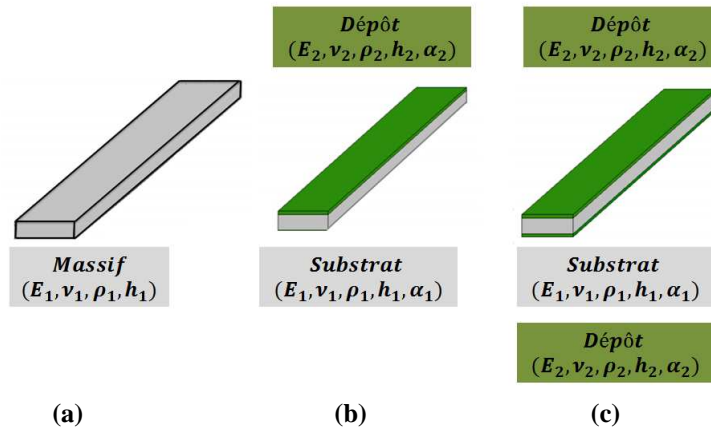 Dépôt
(E₂, ν₂, ρ₂, h₂, α₂)
Dépôt
(E₂, ν₂, ρ₂, h₂, α₂)
Massif
(E₁, ν₁, ρ₁, h₁)
Substrat
(E₁, ν₁, ρ₁, h₁, α₁)
Substrat
(E₁, ν₁, ρ₁, h₁, α₁)
Dépôt
(E₂, ν₂, ρ₂, h₂, α₂)
(a)
(b)
(c)